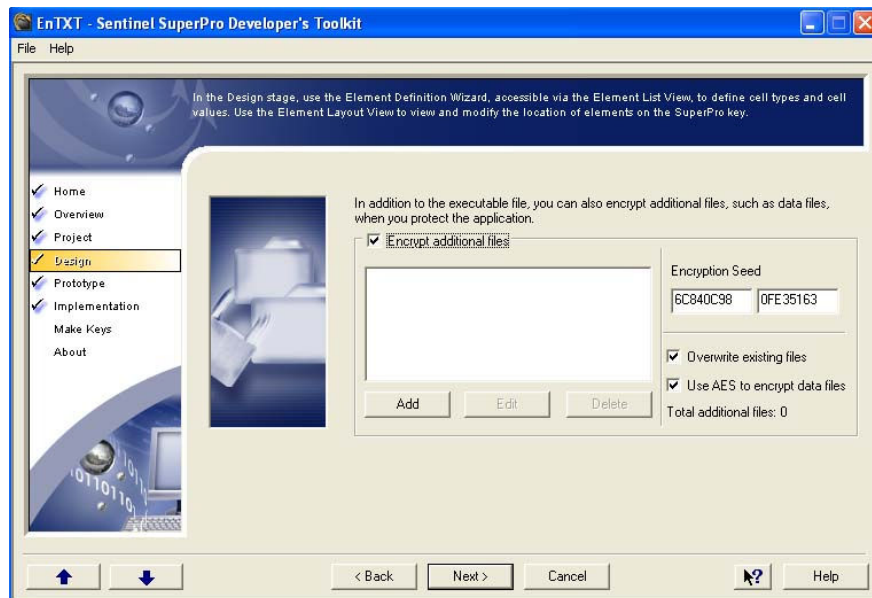 EnTXT - Sentinel SuperPro Developer's Toolkit
File Help
In the Design stage, use the Element Definition Wizard, accessible via the Element List View, to define cell types and cell
values. Use the Element Layout View to view and modify the location of elements on the SuperPro key.
Home
Overview
Project
Design
Prototype
Implementation
Make Keys
About
In addition to the executable file, you can also encrypt additional files, such as data files,
when you protect the application.
Encrypt additional files
Encryption Seed
6C840C98 0FE35163
Overwrite existing files
Use AES to encrypt data files
Total additional files: 0
Add Edit Delete
< Back Next > Cancel Help